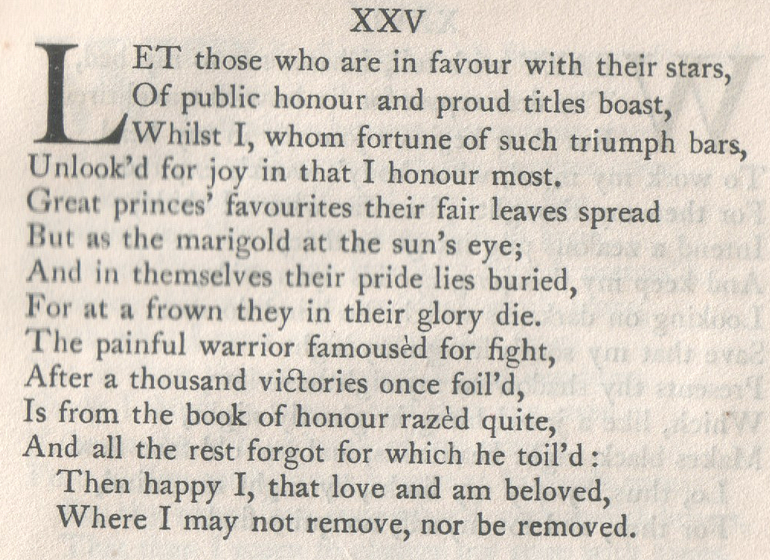 XXV
LET those who are in favour with their stars,
Of public honour and proud titles boast,
Whilst I, whom fortune of such triumph bars,
Unlook'd for joy in that I honour most.
Great princes' favourites their fair leaves spread
But as the marigold at the sun's eye;
And in themselves their pride lies buried,
For at a frown they in their glory die.
The painful warrior famousèd for fight,
After a thousand victories once foil'd,
Is from the book of honour razèd quite,
And all the rest forgot for which he toil'd:
Then happy I, that love and am beloved,
Where I may not remove, nor be removed.